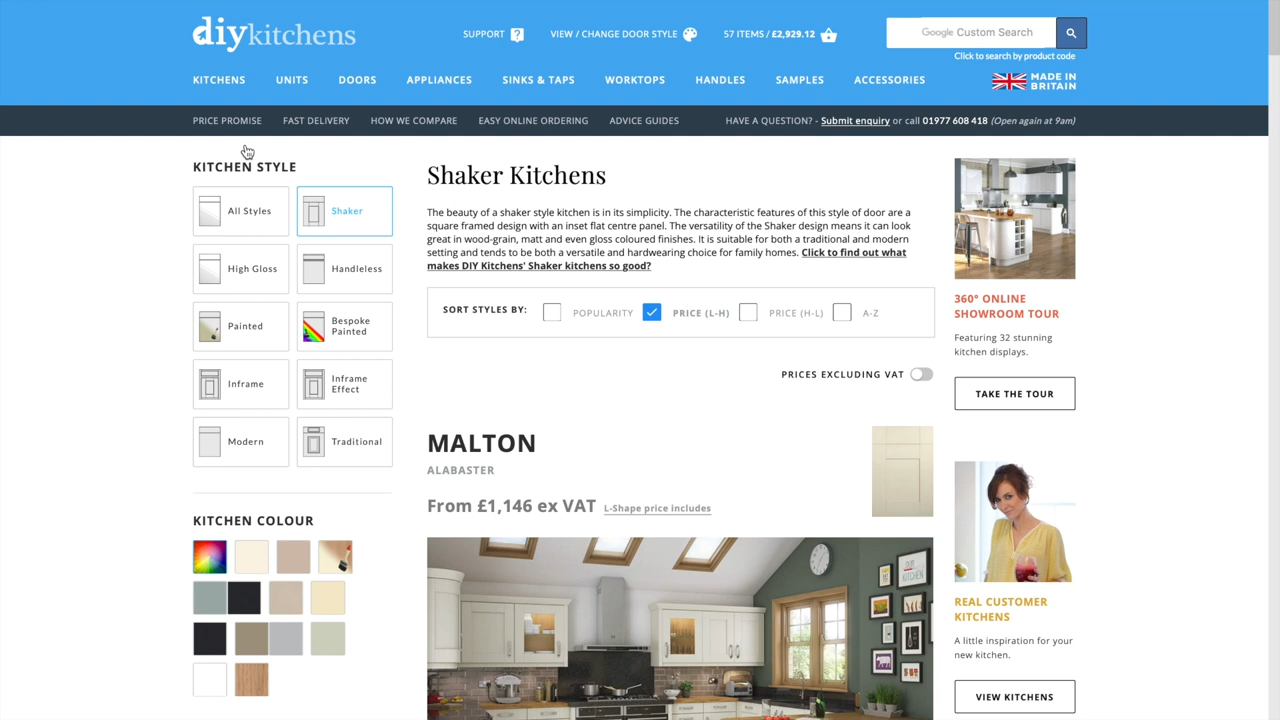 diykitchens
SUPPORT
VIEW / CHANGE DOOR STYLE
57 ITEMS / £2,929.12
Google Custom Search
Click to search by product code
KITCHENS
UNITS
DOORS
APPLIANCES
SINKS & TAPS
WORKTOPS
HANDLES
SAMPLES
ACCESSORIES
MADE IN
BRITAIN
PRICE PROMISE
FAST DELIVERY
HOW WE COMPARE
EASY ONLINE ORDERING
ADVICE GUIDES
HAVE A QUESTION? - Submit enquiry or call 01977 608 418 (Open again at 9am)
KITCHEN STYLE
All Styles
Shaker
High Gloss
Handleless
Painted
Bespoke
Painted
Inframe
Inframe
Effect
Modern
Traditional
KITCHEN COLOUR
Shaker Kitchens
The beauty of a shaker style kitchen is in its simplicity. The characteristic features of this style of door are a
square framed design with an inset flat centre panel. The versatility of the Shaker design means it can look
great in wood-grain, matt and even gloss coloured finishes. It is suitable for both a traditional and modern
setting and tends to be both a versatile and hardwearing choice for family homes. Click to find out what
makes DIY Kitchens' Shaker kitchens so good?
SORT STYLES BY:
POPULARITY
PRICE (L-H)
PRICE (H-L)
A-Z
PRICES EXCLUDING VAT
MALTON
ALABASTER
From £1,146 ex VAT L-Shape price includes
360° ONLINE
SHOWROOM TOUR
Featuring 32 stunning
kitchen displays.
TAKE THE TOUR
REAL CUSTOMER
KITCHENS
A little inspiration for your
new kitchen.
VIEW KITCHENS